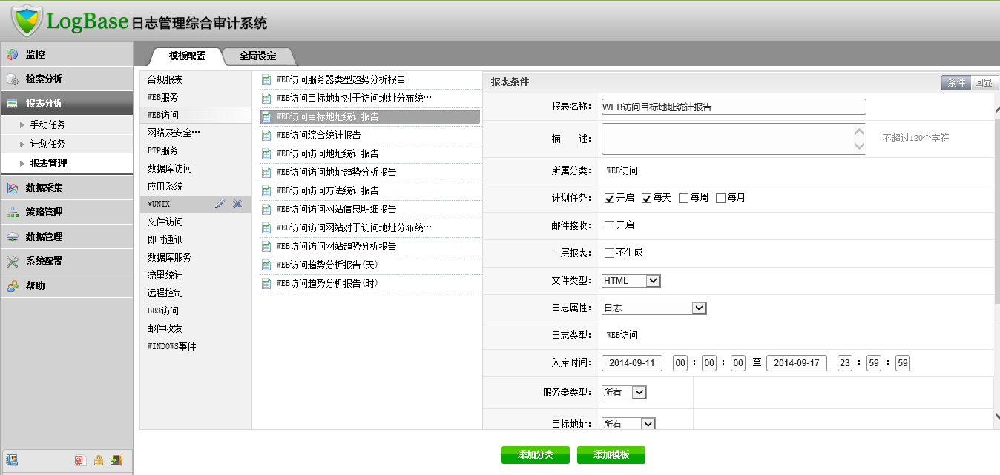 LogBase 日志管理综合审计系统
监控
检索分析
报表分析
手动任务
计划任务
报表管理
数据采集
策略管理
数据管理
系统配置
帮助
模板配置
全局设定
合规报表
WEB服务
WEB访问
网络及安全…
FTP服务
数据库访问
应用系统
*UNIX
文件访问
即时通讯
数据库服务
流量统计
远程控制
BBS访问
邮件收发
WINDOWS事件
WEB访问服务器类型趋势分析报告
WEB访问目标地址对于访问地址分布统…
WEB访问目标地址统计报告
WEB访问综合统计报告
WEB访问访问地址统计报告
WEB访问访问地址趋势分析报告
WEB访问访问方法统计报告
WEB访问访问网站信息明细报告
WEB访问访问网站对于访问地址分布统…
WEB访问访问网站趋势分析报告
WEB访问趋势分析报告(天)
WEB访问趋势分析报告(时)
报表条件
条件 回显
报表名称: WEB访问目标地址统计报告
描 述: 不超过120个字符
所属分类: WEB访问
计划任务: 开启 每天 每周 每月
邮件接收: 开启
二层报表: 不生成
文件类型: HTML
日志属性: 日志
日志类型: WEB访问
入库时间: 2014-09-11 00 : 00 : 00 至 2014-09-17 23 : 59 : 59
服务器类型: 所有
目标地址: 所有
添加分类 添加模板